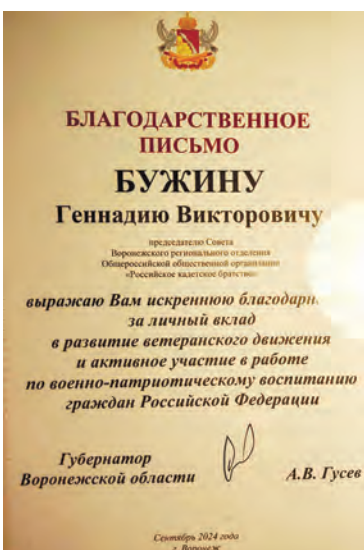 БЛАГОДАРСТВЕННОЕ
ПИСЬМО
БУЖИНУ
Геннадию Викторовичу
председателю Совета
Воронежского регионального отделения
Общероссийской общественной организации
«Российское кадетское братство»
выражаю Вам искреннюю благодарн
за личный вклад
в развитие ветеранского движения
и активное участие в работе
по военно-патриотическому воспитанию
граждан Российской Федерации
Губернатор
Воронежской области
А.В. Гусев
Сентябрь 2024 года
г. Воронеж